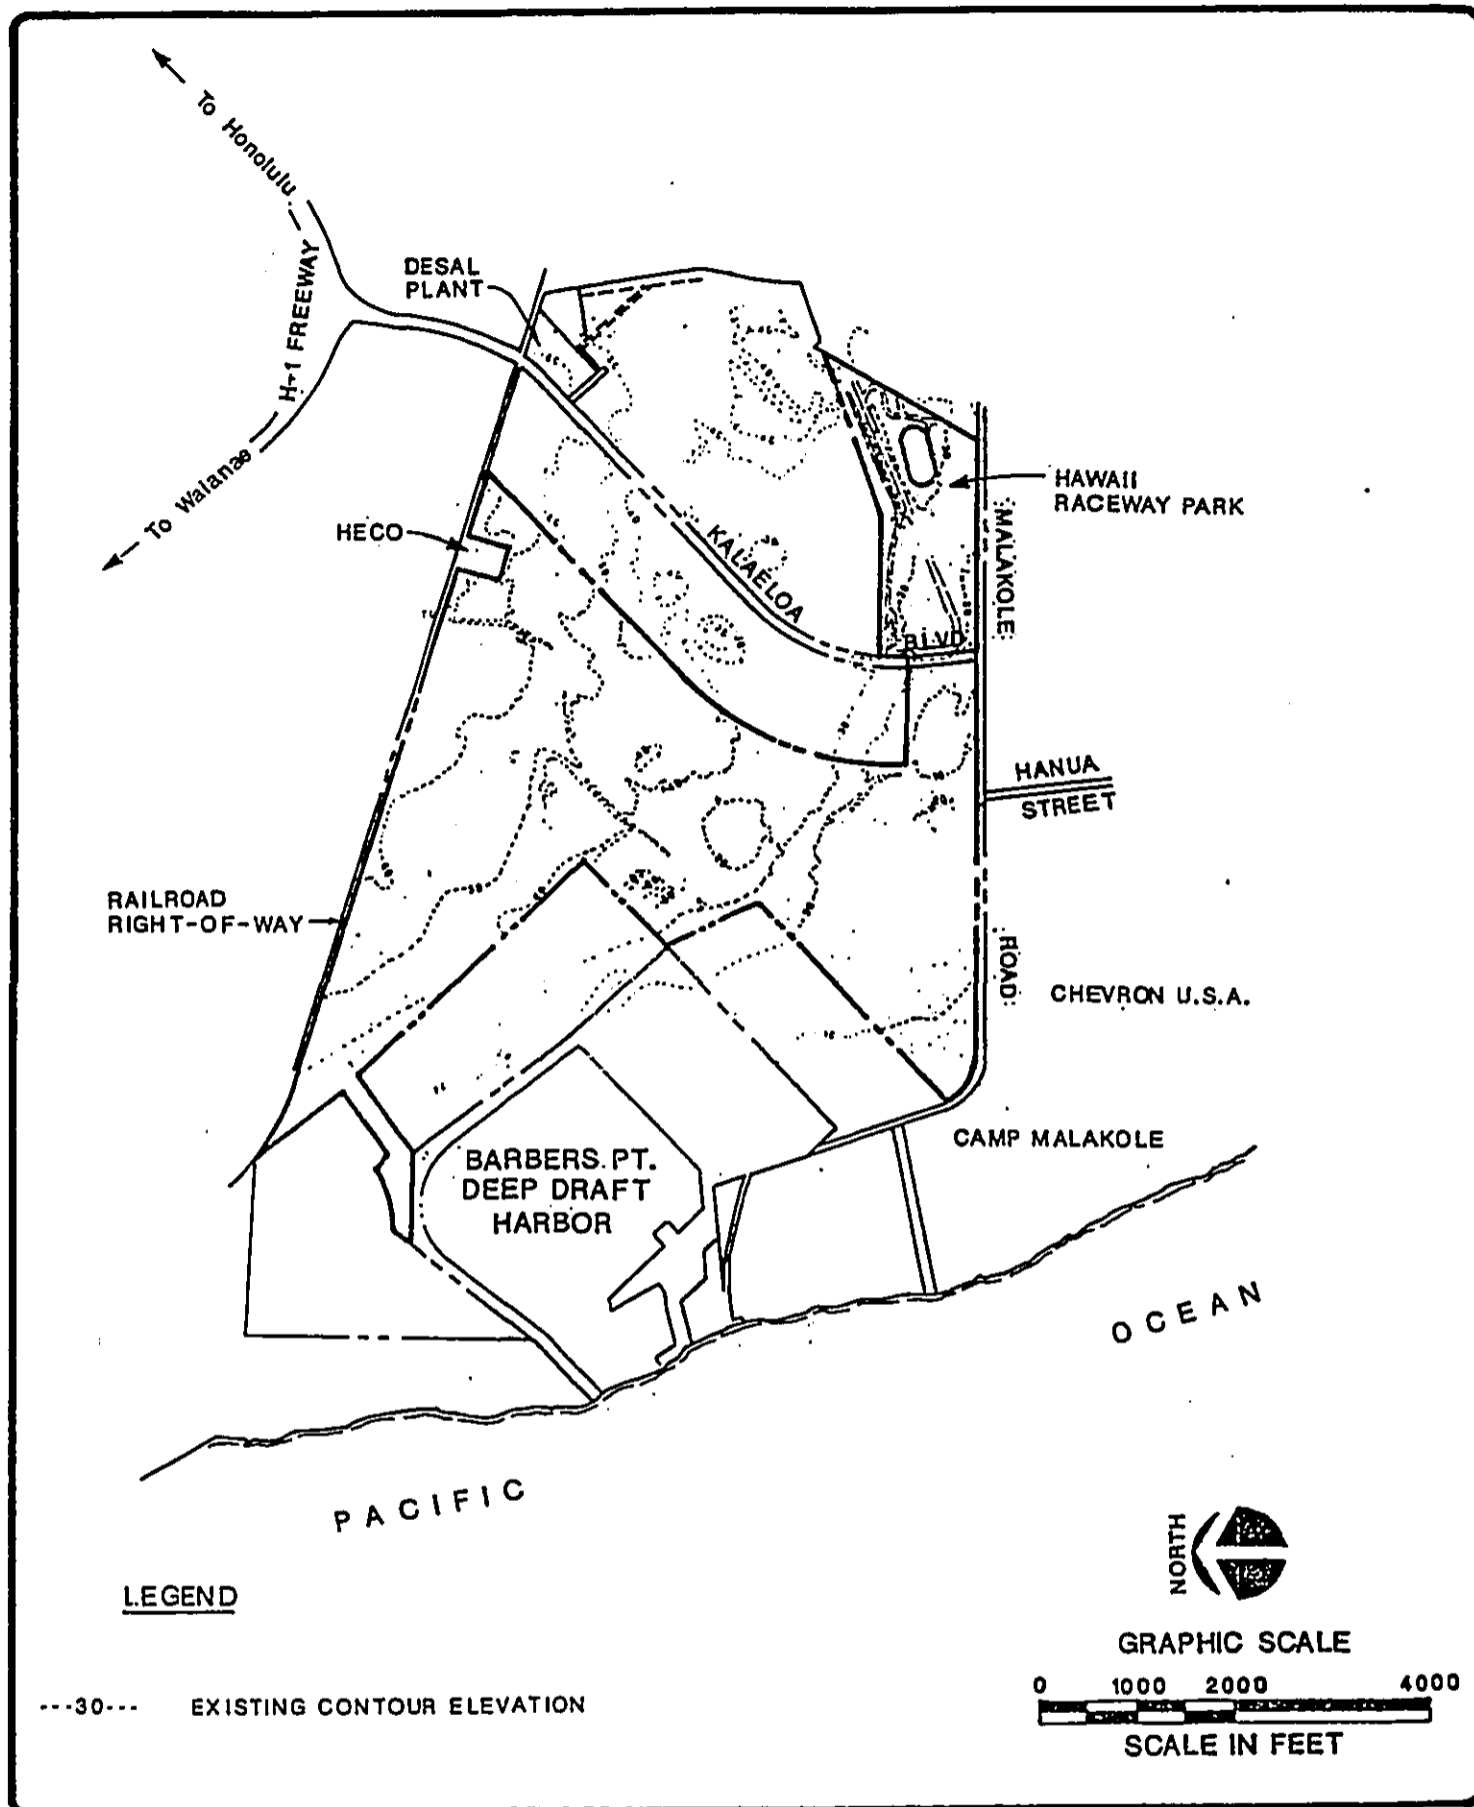 To Honolulu
H-1 FREEWAY
To Waianae
DESAL
PLANT
HECO
KALAELOA
BLVD
HAWAII
RACEWAY PARK
MALAKOLE
ROAD
HANUA
STREET
RAILROAD
RIGHT-OF-WAY
CHEVRON U.S.A.
CAMP MALAKOLE
BARBERS. PT.
DEEP DRAFT
HARBOR
PACIFIC
OCEAN
NORTH
LEGEND
---30--- EXISTING CONTOUR ELEVATION
GRAPHIC SCALE
0 1000 2000 4000
SCALE IN FEET